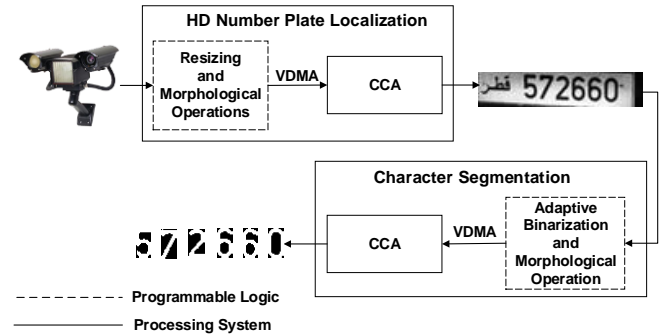 HD Number Plate Localization
Resizing
and
Morphological
Operations
VDMA
CCA
قطر 572660
Character Segmentation
Adaptive
Binarization
and
Morphological
Operation
VDMA
CCA
572660
Programmable Logic
Processing System